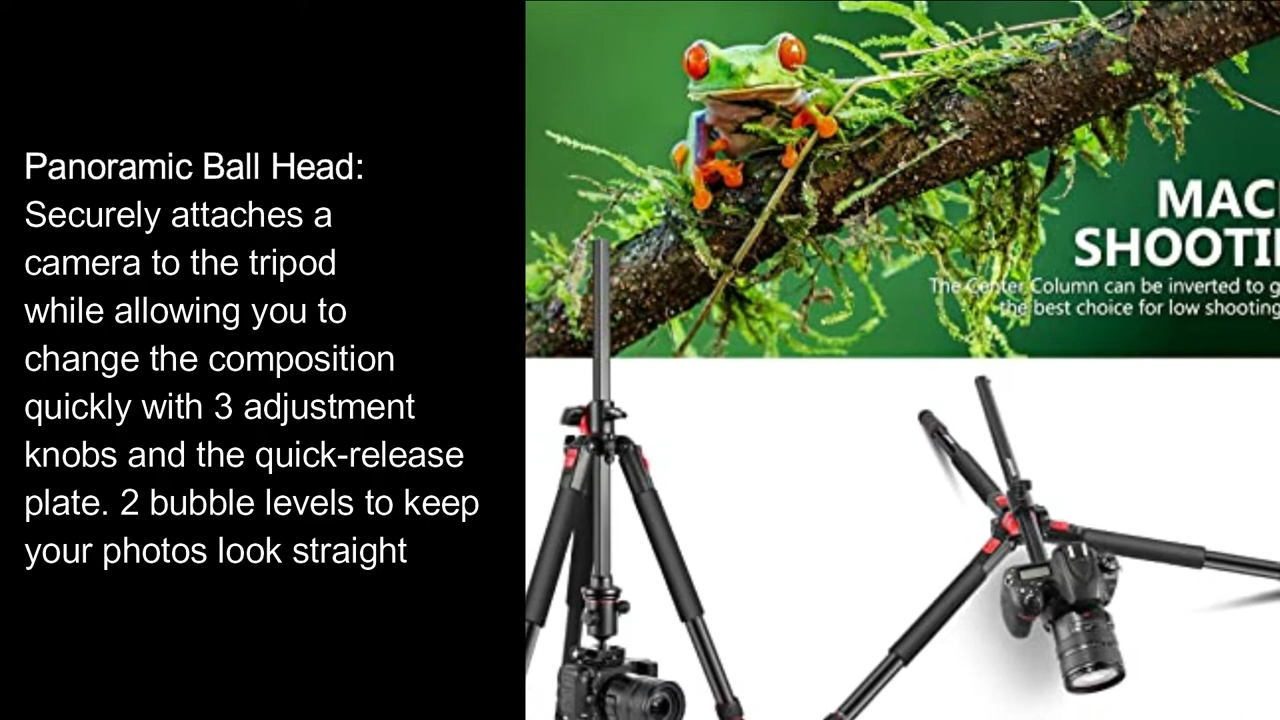 Panoramic Ball Head:
Securely attaches a
camera to the tripod
while allowing you to
change the composition
quickly with 3 adjustment
knobs and the quick-release
plate. 2 bubble levels to keep
your photos look straight
MAC
SHOOTI
The Center Column can be inverted to g
the best choice for low shooting